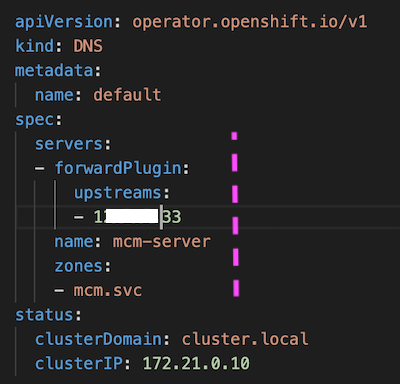 apiVersion: operator.openshift.io/v1
kind: DNS
metadata:
  name: default
spec:
  servers:
  - forwardPlugin:
      upstreams:
      - 1 33
    name: mcm-server
    zones:
    - mcm.svc
status:
  clusterDomain: cluster.local
  clusterIP: 172.21.0.10